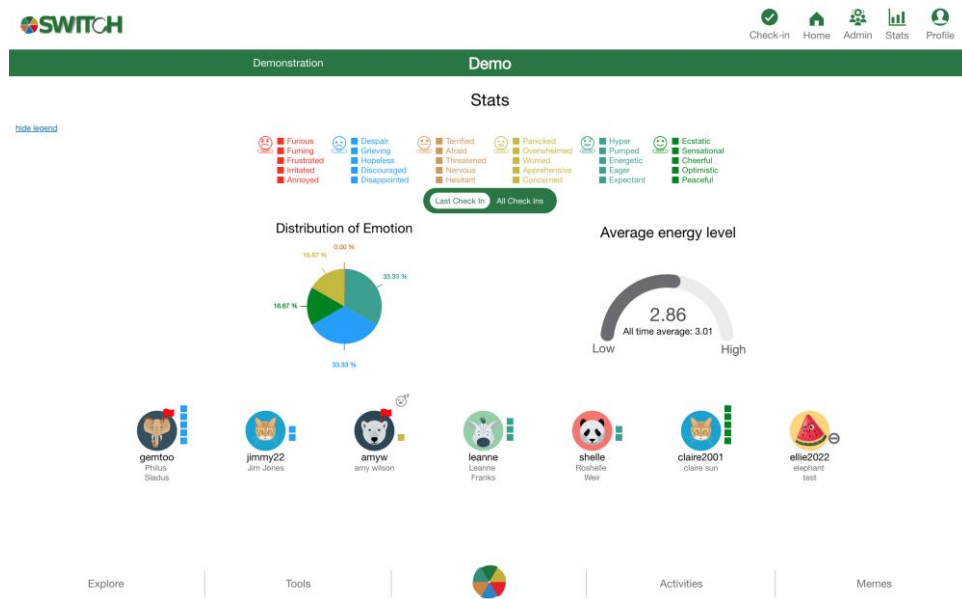 SWITCH
Check-in Home Admin Stats Profile
Demonstration Demo
Stats
hide legend
Furious Despair Terrified Panicked Hyper Ecstatic
Fuming Grieving Afraid Overwhelmed Pumped Sensational
Frustrated Hopeless Threatened Worried Energetic Cheerful
Irritated Discouraged Nervous Apprehensive Eager Optimistic
Annoyed Disappointed Hesitant Concerned Expectant Peaceful
Last Check In All Check Ins
Distribution of Emotion
0.00 %
16.67 %
33.33 %
16.67 %
33.33 %
Average energy level
2.86
All time average: 3.01
Low High
gemtoo jimmy22 amyw leanne shelle claire2001 ellie2022
Philus Jim Jones amy wilson Leanne Roshelle claire sun elephant
Sladus Franks Weir test
Explore Tools Activities Memes